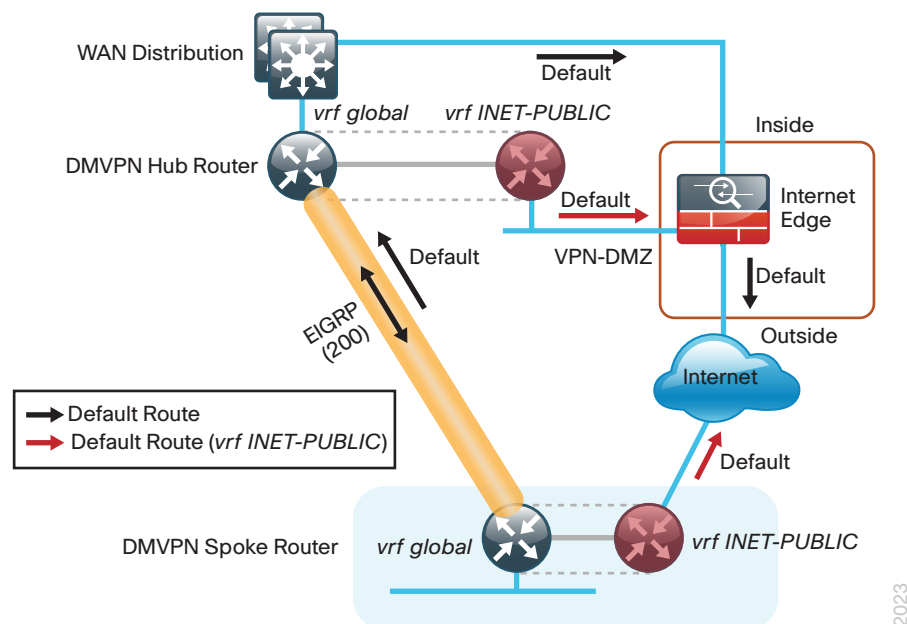 WAN Distribution
Default
vrf global
vrf INET-PUBLIC
Inside
DMVPN Hub Router
Default
Internet
Edge
VPN-DMZ
Default
Default
EIGRP
(200)
Outside
Internet
Default Route
Default Route (vrf INET-PUBLIC)
Default
DMVPN Spoke Router
vrf global
vrf INET-PUBLIC
2023